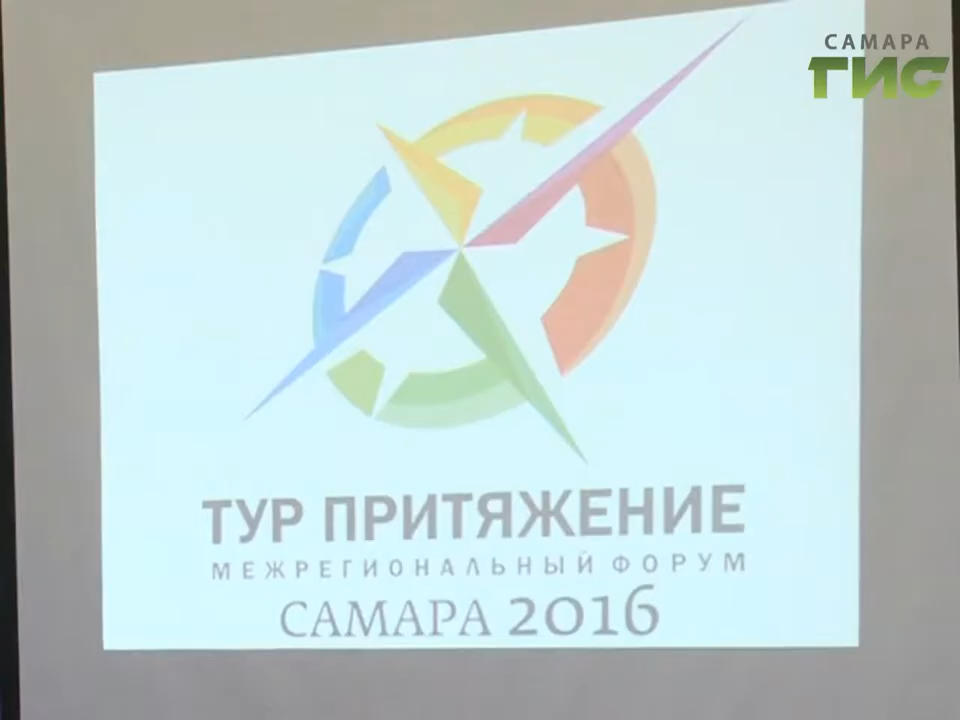 САМАРА
ГИС
ТУР ПРИТЯЖЕНИЕ
МЕЖРЕГИОНАЛЬНЫЙ ФОРУМ
САМАРА 2016